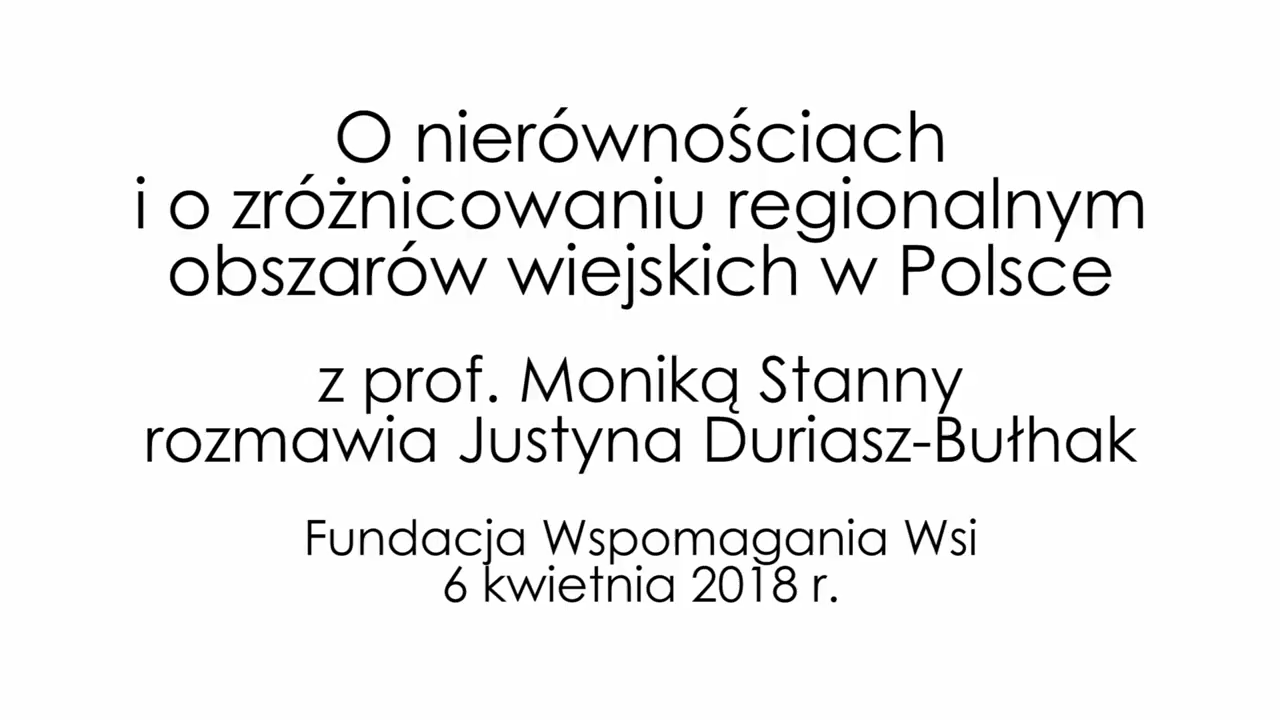 O nierównościach
i o zróżnicowaniu regionalnym
obszarów wiejskich w Polsce
z prof. Moniką Stanny
rozmawia Justyna Duriasz-Bułhak
Fundacja Wspomagania Wsi
6 kwietnia 2018 r.